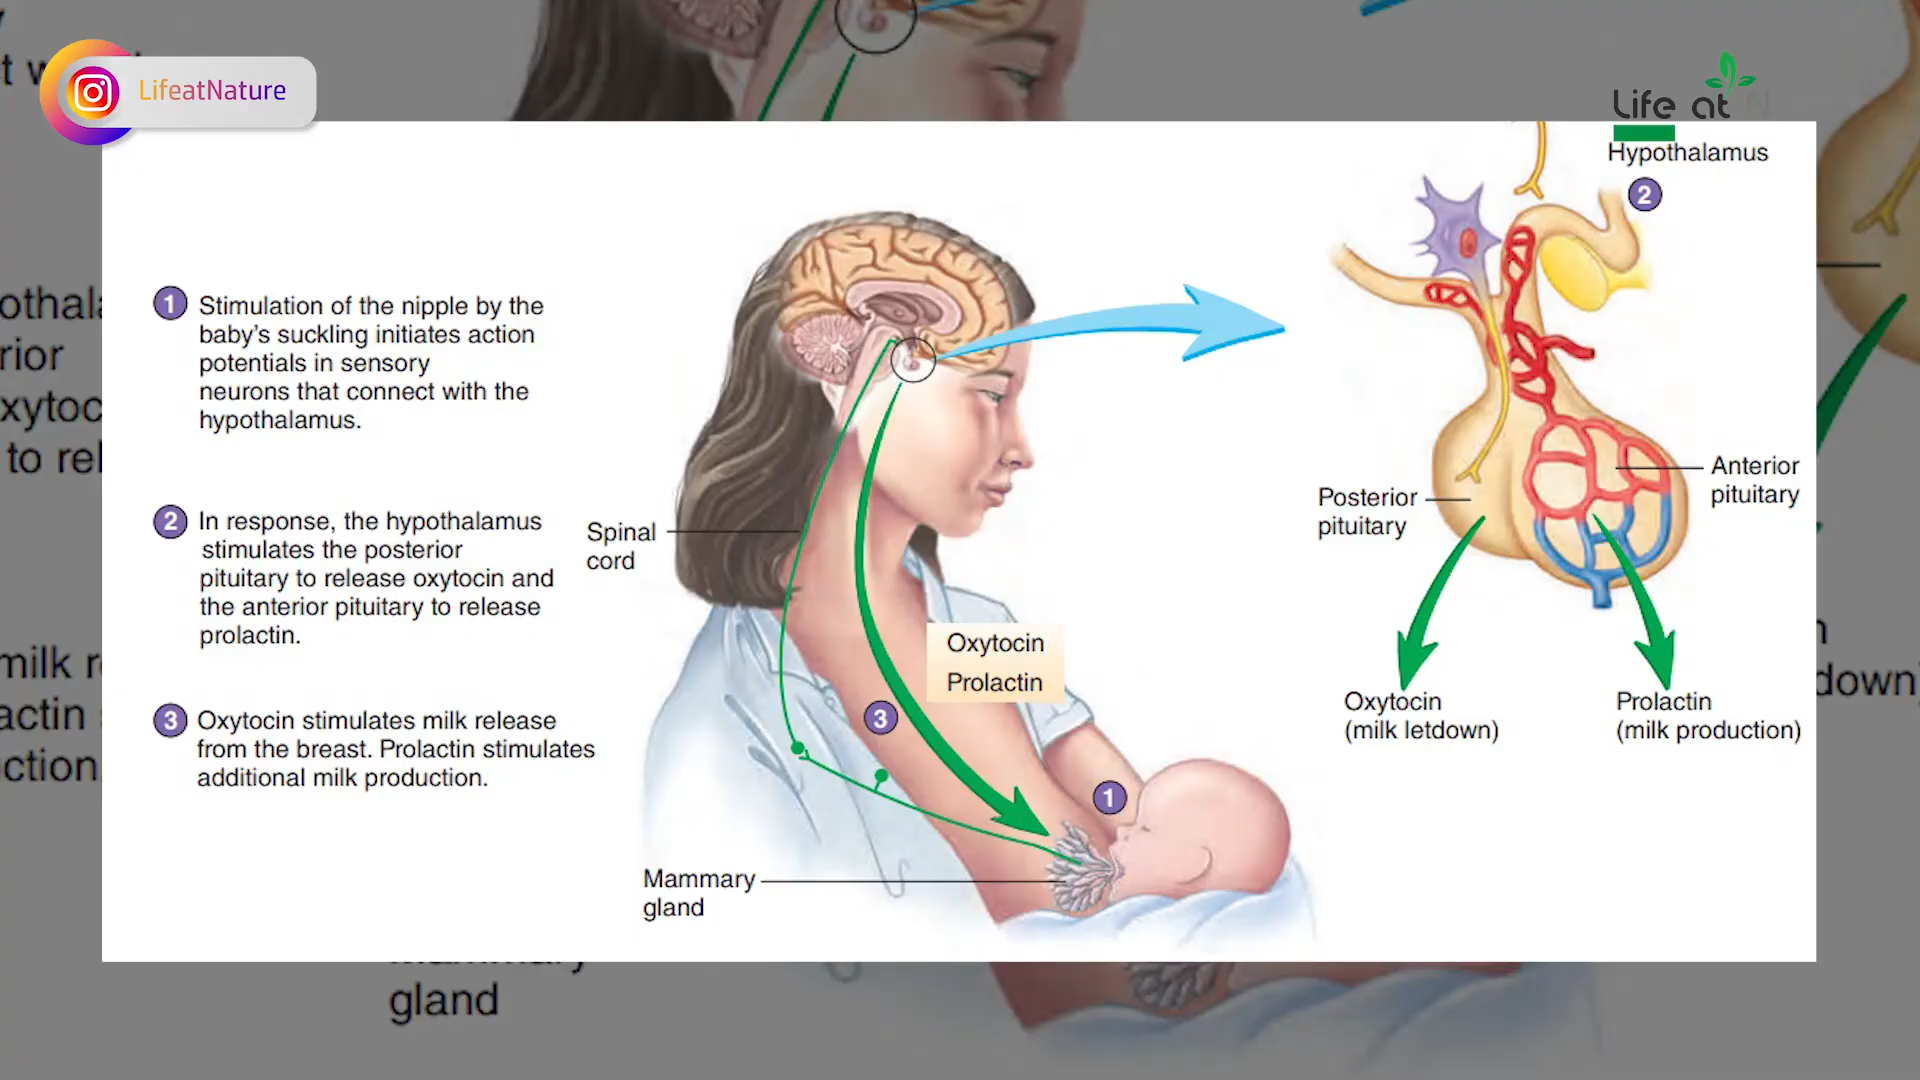 LifeatNature
Life at
Hypothalamus
2
1 Stimulation of the nipple by the
baby's suckling initiates action
potentials in sensory
neurons that connect with the
hypothalamus.
2 In response, the hypothalamus
stimulates the posterior
pituitary to release oxytocin and
the anterior pituitary to release
prolactin.
3 Oxytocin stimulates milk release
from the breast. Prolactin stimulates
additional milk production.
Spinal
cord
Oxytocin
Prolactin
3
1
Mammary
gland
Posterior
pituitary
Anterior
pituitary
Oxytocin
(milk letdown)
Prolactin
(milk production)
gland